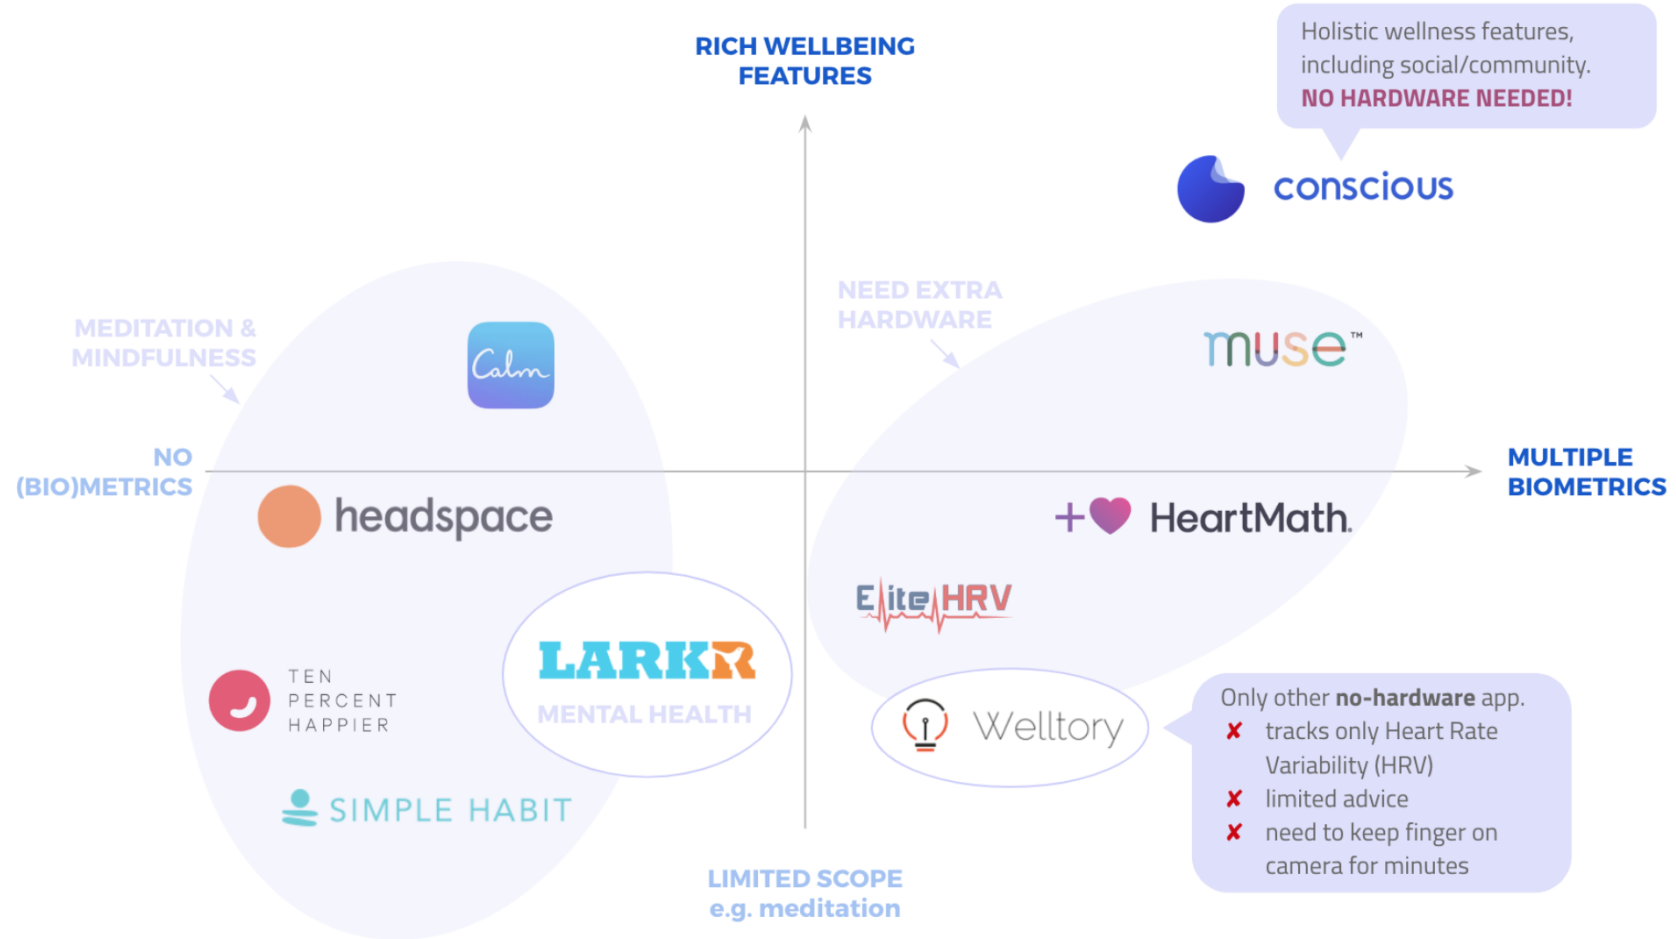 RICH WELLBEING
FEATURES
Holistic wellness features,
including social/community.
NO HARDWARE NEEDED!
conscious
NEED EXTRA
HARDWARE
MEDITATION &
MINDFULNESS
Calm
muse™
NO
(BIO)METRICS
MULTIPLE
BIOMETRICS
headspace
+ HeartMath.
Elite HRV
LARKR
MENTAL HEALTH
TEN
PERCENT
HAPPIER
Welltory
Only other no-hardware app.
✘ tracks only Heart Rate
Variability (HRV)
✘ limited advice
✘ need to keep finger on
camera for minutes
SIMPLE HABIT
LIMITED SCOPE
e.g. meditation